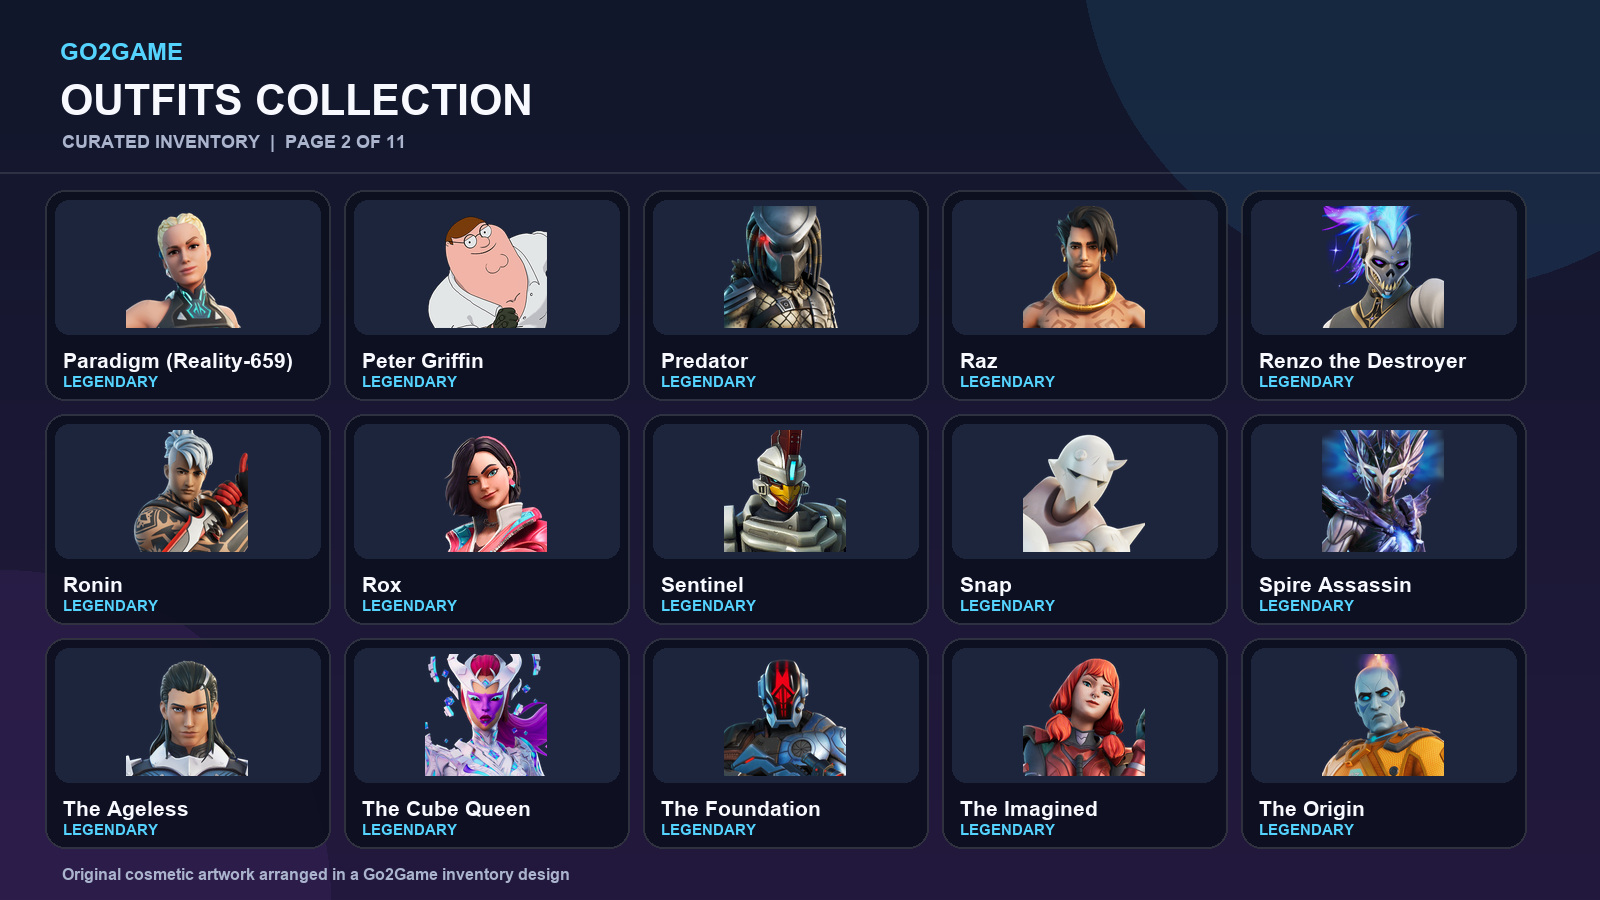 GO2GAME
OUTFITS COLLECTION
CURATED INVENTORY | PAGE 2 OF 11
Paradigm (Reality-659)
LEGENDARY
Peter Griffin
LEGENDARY
Predator
LEGENDARY
Raz
LEGENDARY
Renzo the Destroyer
LEGENDARY
Ronin
LEGENDARY
Rox
LEGENDARY
Sentinel
LEGENDARY
Snap
LEGENDARY
Spire Assassin
LEGENDARY
The Ageless
LEGENDARY
The Cube Queen
LEGENDARY
The Foundation
LEGENDARY
The Imagined
LEGENDARY
The Origin
LEGENDARY
Original cosmetic artwork arranged in a Go2Game inventory design